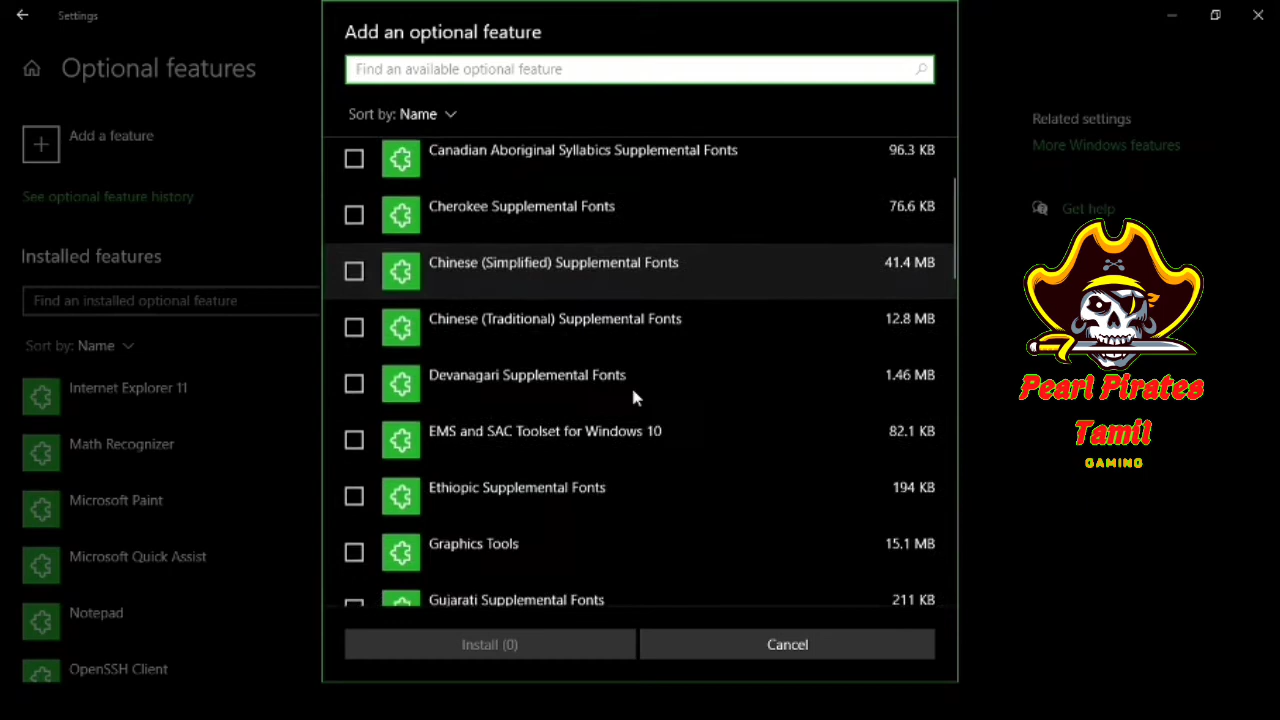 Settings
Optional features
Add a feature
See optional feature history
Installed features
Find an installed optional feature
Sort by: Name
Internet Explorer 11
Math Recognizer
Microsoft Paint
Microsoft Quick Assist
Notepad
OpenSSH Client
Add an optional feature
Find an available optional feature
Sort by: Name
Canadian Aboriginal Syllabics Supplemental Fonts 96.3 KB
Cherokee Supplemental Fonts 76.6 KB
Chinese (Simplified) Supplemental Fonts 41.4 MB
Chinese (Traditional) Supplemental Fonts 12.8 MB
Devanagari Supplemental Fonts 1.46 MB
EMS and SAC Toolset for Windows 10 82.1 KB
Ethiopic Supplemental Fonts 194 KB
Graphics Tools 15.1 MB
Gujarati Supplemental Fonts 211 KB
Install (0)
Cancel
Related settings
More Windows features
Get help
Pearl Pirates
Tamil
GAMING